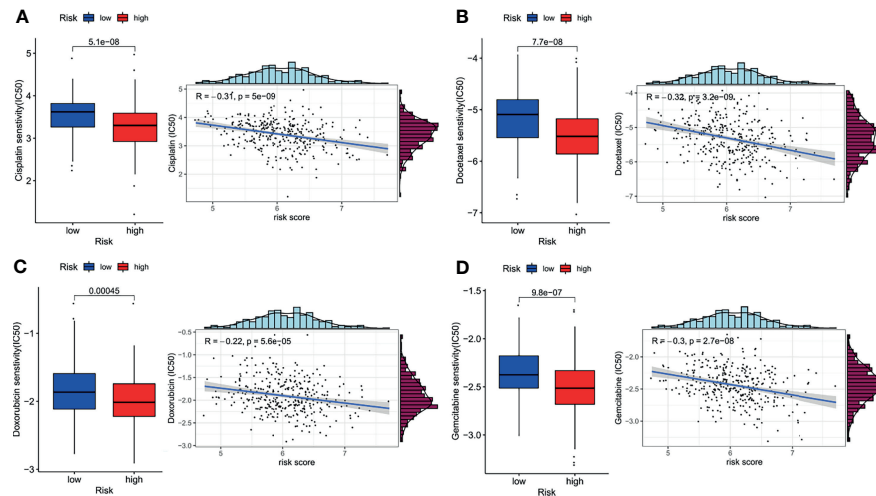 A
Risk low high
5.1e−08
Cisplatin senstivity(IC50)
5
4
3
2
low high
Risk
R = −0.31, p = 5e−09
Cisplatin (IC50)
5
4
3
2
1
5 6 7
risk score
B
Risk low high
7.7e−08
Docetaxel senstivity(IC50)
−4
−5
−6
−7
low high
Risk
R = −0.32, p = 3.2e−09
Docetaxel (IC50)
−4
−5
−6
−7
5 6 7
risk score
C
Risk low high
0.00045
Doxorubicin senstivity(IC50)
−1
−2
−3
low high
Risk
R = −0.22, p = 5.6e−05
Doxorubicin (IC50)
−0.5
−1.0
−1.5
−2.0
−2.5
−3.0
5 6 7
risk score
D
Risk low high
9.8e−07
Gemcitabine senstivity(IC50)
−1.5
−2.0
−2.5
−3.0
low high
Risk
R = −0.3, p = 2.7e−08
Gemcitabine (IC50)
−2.0
−2.5
−3.0
5 6 7
risk score